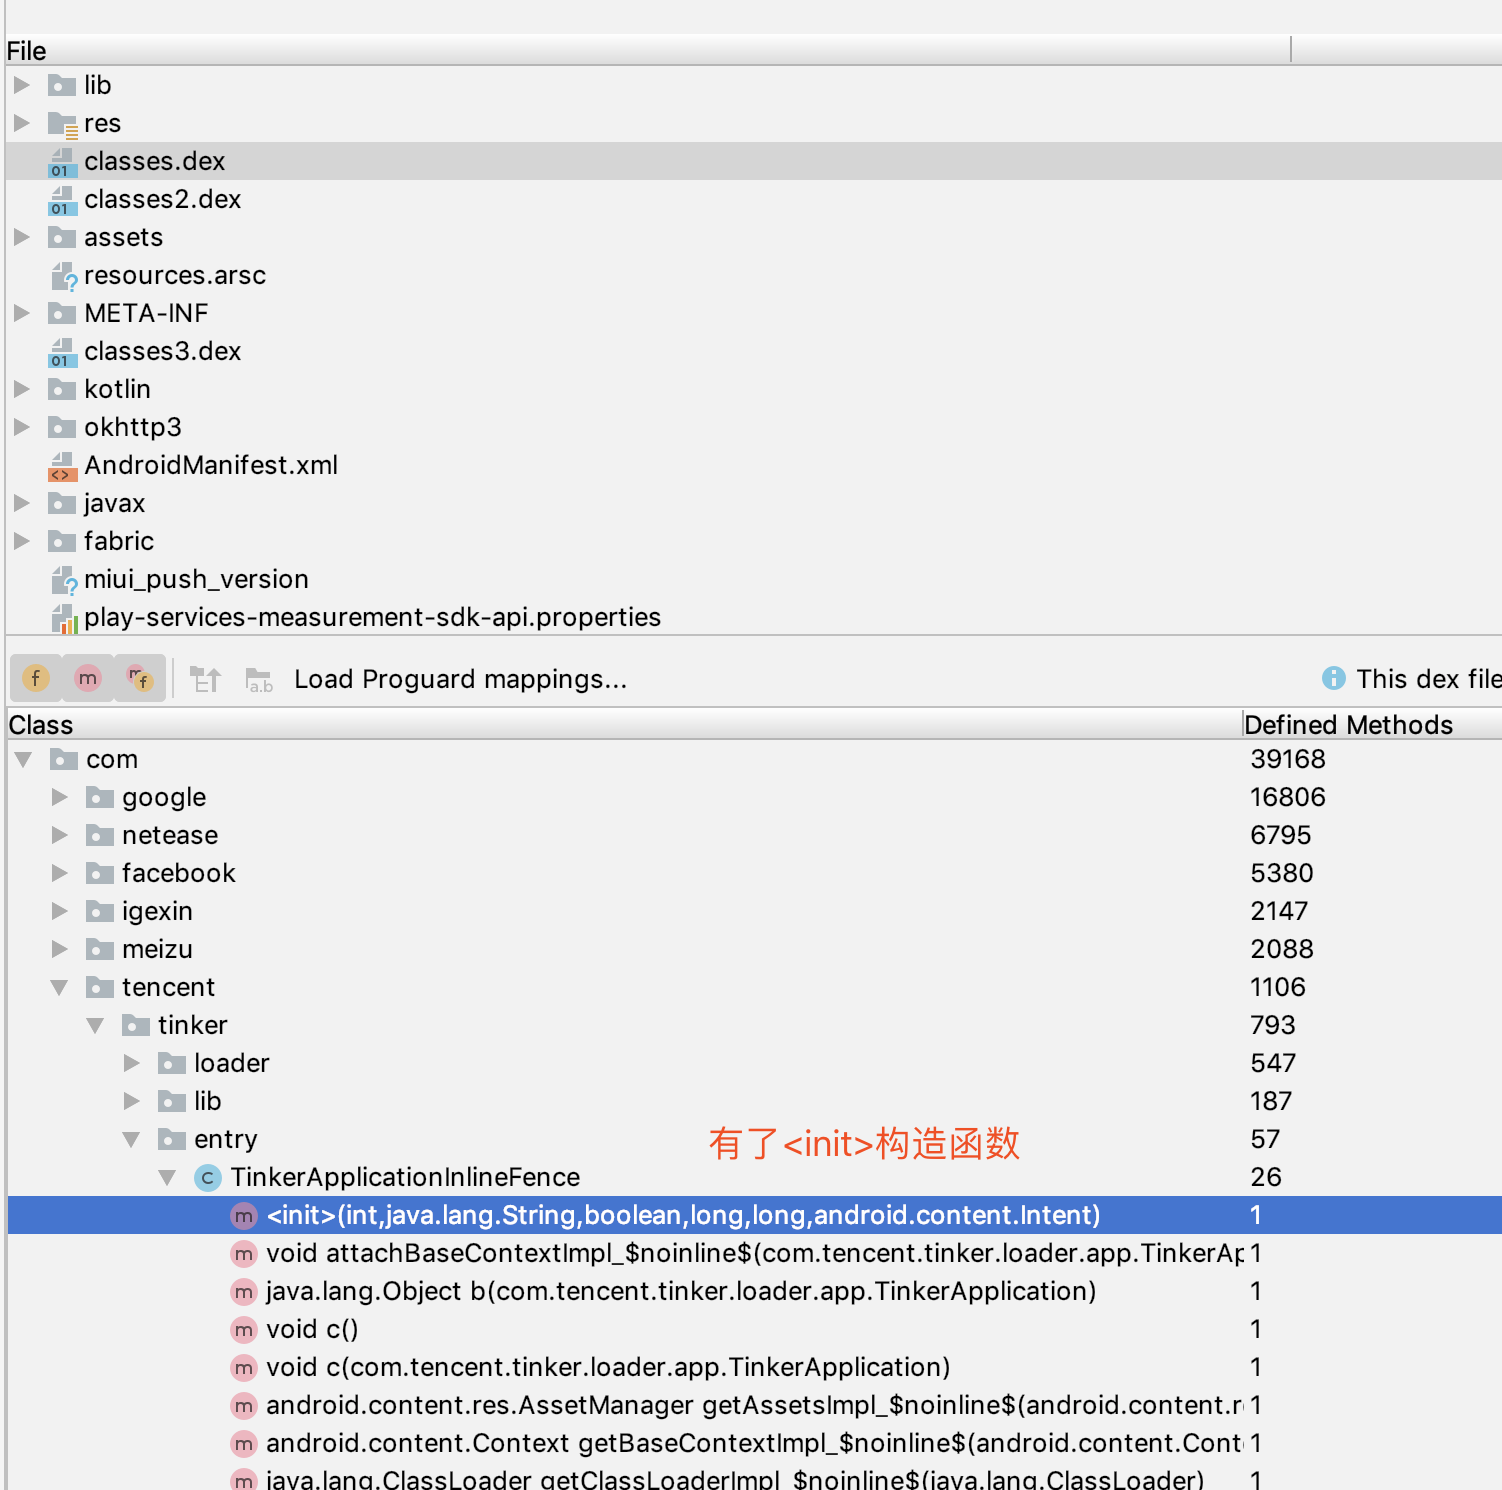 File
lib
res
classes.dex
classes2.dex
assets
resources.arsc
META-INF
classes3.dex
kotlin
okhttp3
AndroidManifest.xml
javax
fabric
miui_push_version
play-services-measurement-sdk-api.properties
Load Proguard mappings... This dex file
Class Defined Methods
com 39168
google 16806
netease 6795
facebook 5380
igexin 2147
meizu 2088
tencent 1106
tinker 793
loader 547
lib 187
有了<init>构造函数
entry 57
TinkerApplicationInlineFence 26
<init>(int,java.lang.String,boolean,long,long,android.content.Intent) 1
void attachBaseContextImpl_$noinline$(com.tencent.tinker.loader.app.TinkerAp 1
java.lang.Object b(com.tencent.tinker.loader.app.TinkerApplication) 1
void c() 1
void c(com.tencent.tinker.loader.app.TinkerApplication) 1
android.content.res.AssetManager getAssetsImpl_$noinline$(android.content.r 1
android.content.Context getBaseContextImpl_$noinline$(android.content.Cont 1
java.lang.ClassLoader getClassLoaderImpl_$noinline$(java.lang.ClassLoader) 1